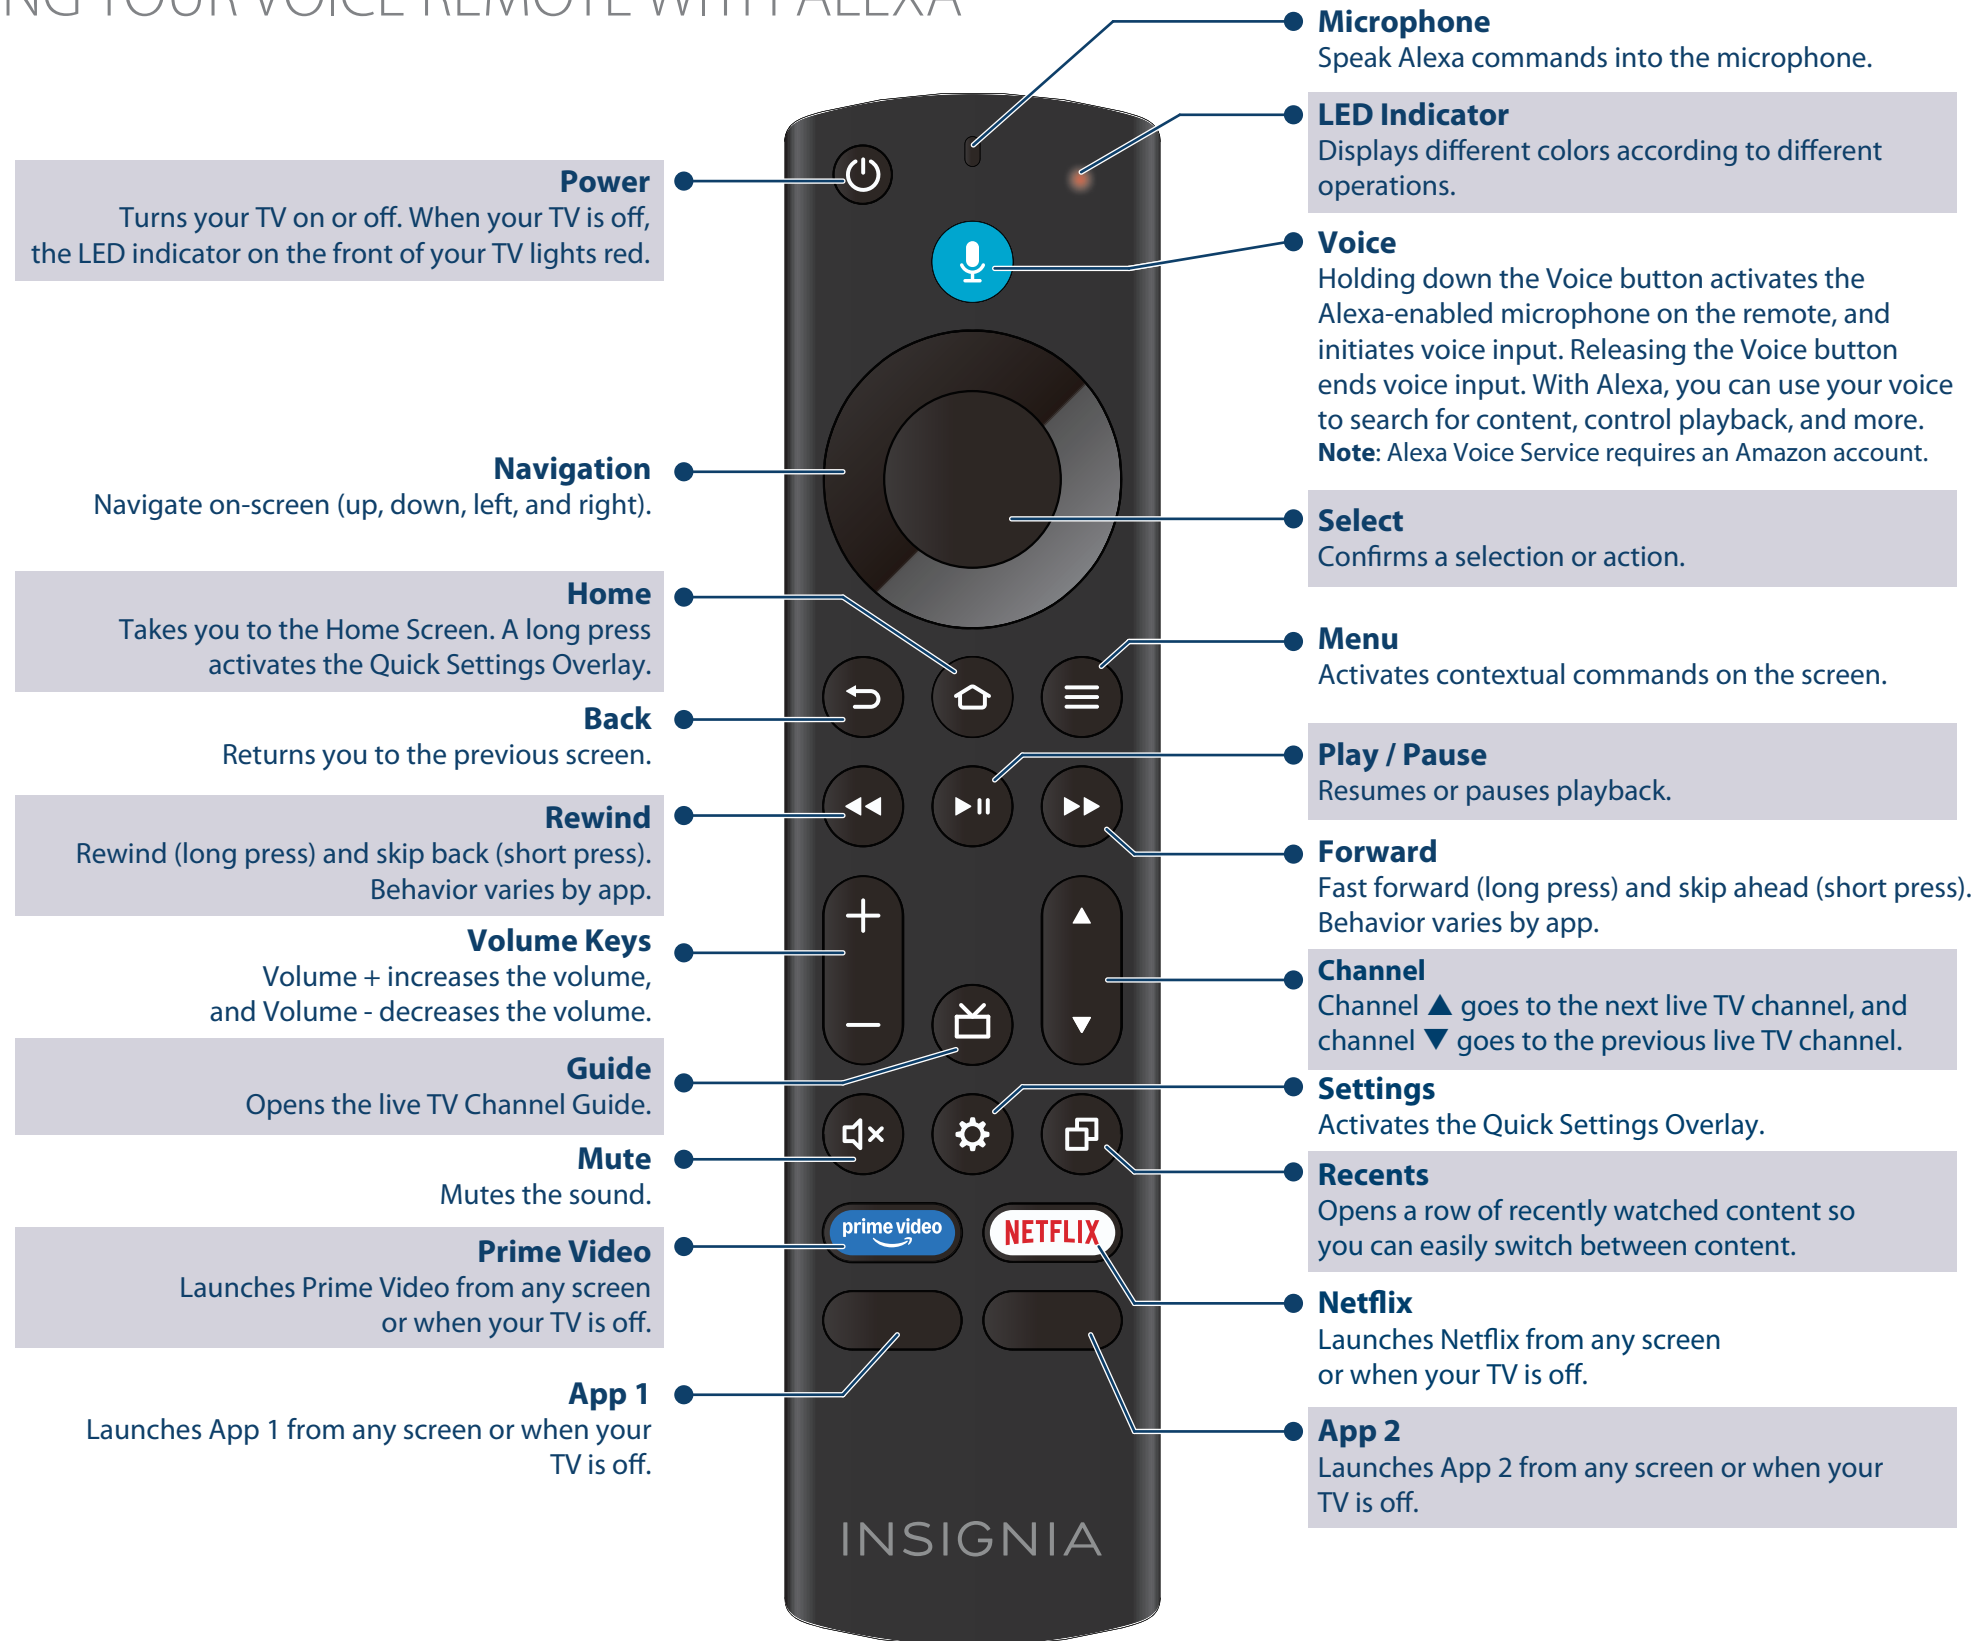 NG YOUR VOICE REMOTE WITH ALEXA
Microphone
Speak Alexa commands into the microphone.
LED Indicator
Displays different colors according to different
operations.
Power
Turns your TV on or off. When your TV is off,
the LED indicator on the front of your TV lights red.
Voice
Holding down the Voice button activates the
Alexa-enabled microphone on the remote, and
initiates voice input. Releasing the Voice button
ends voice input. With Alexa, you can use your voice
to search for content, control playback, and more.
Note: Alexa Voice Service requires an Amazon account.
Navigation
Navigate on-screen (up, down, left, and right).
Select
Confirms a selection or action.
Home
Takes you to the Home Screen. A long press
activates the Quick Settings Overlay.
Menu
Activates contextual commands on the screen.
Back
Returns you to the previous screen.
Play / Pause
Resumes or pauses playback.
Rewind
Rewind (long press) and skip back (short press).
Behavior varies by app.
Forward
Fast forward (long press) and skip ahead (short press).
Behavior varies by app.
Volume Keys
Volume + increases the volume,
and Volume - decreases the volume.
Channel
Channel ▲ goes to the next live TV channel, and
channel ▼ goes to the previous live TV channel.
Guide
Opens the live TV Channel Guide.
Settings
Activates the Quick Settings Overlay.
Mute
Mutes the sound.
Recents
Opens a row of recently watched content so
you can easily switch between content.
prime video
NETFLIX
Prime Video
Launches Prime Video from any screen
or when your TV is off.
Netflix
Launches Netflix from any screen
or when your TV is off.
App 1
Launches App 1 from any screen or when your
TV is off.
App 2
Launches App 2 from any screen or when your
TV is off.
INSIGNIA